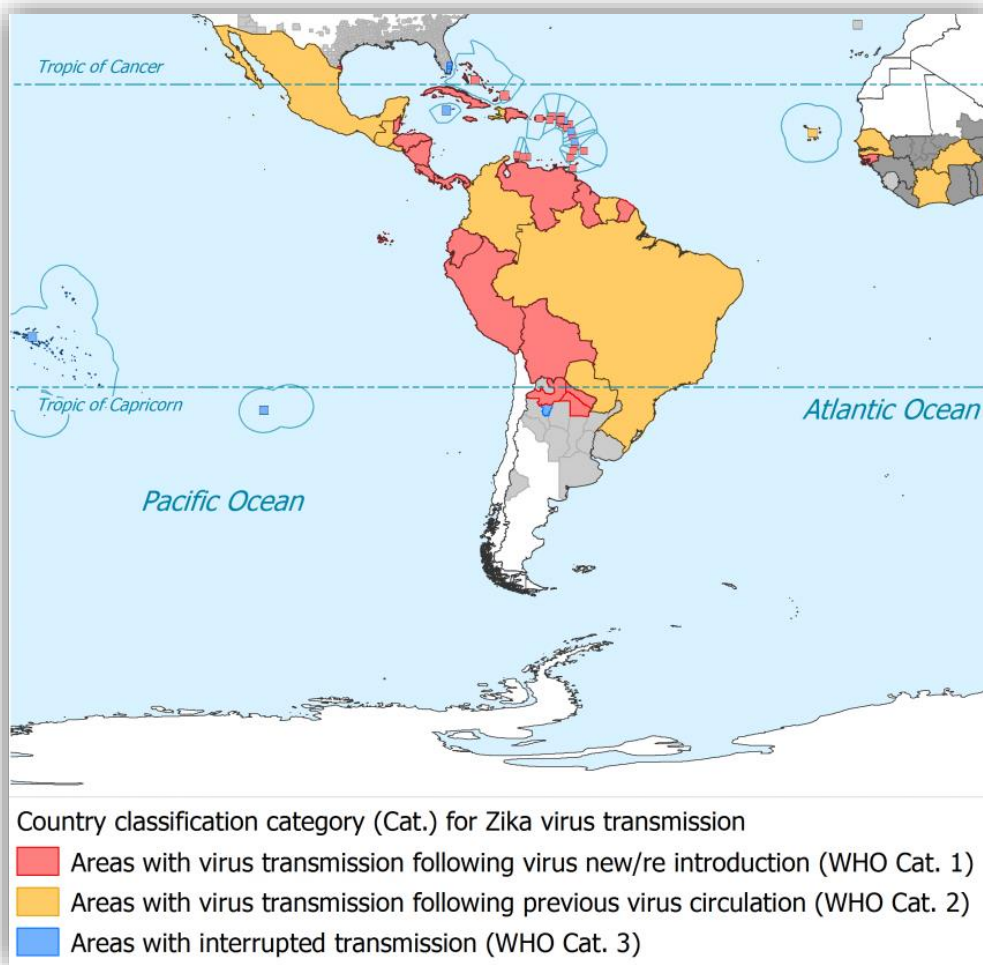 Tropic of Cancer
Tropic of Capricorn
Atlantic Ocean
Pacific Ocean
Country classification category (Cat.) for Zika virus transmission
Areas with virus transmission following virus new/re introduction (WHO Cat. 1)
Areas with virus transmission following previous virus circulation (WHO Cat. 2)
Areas with interrupted transmission (WHO Cat. 3)